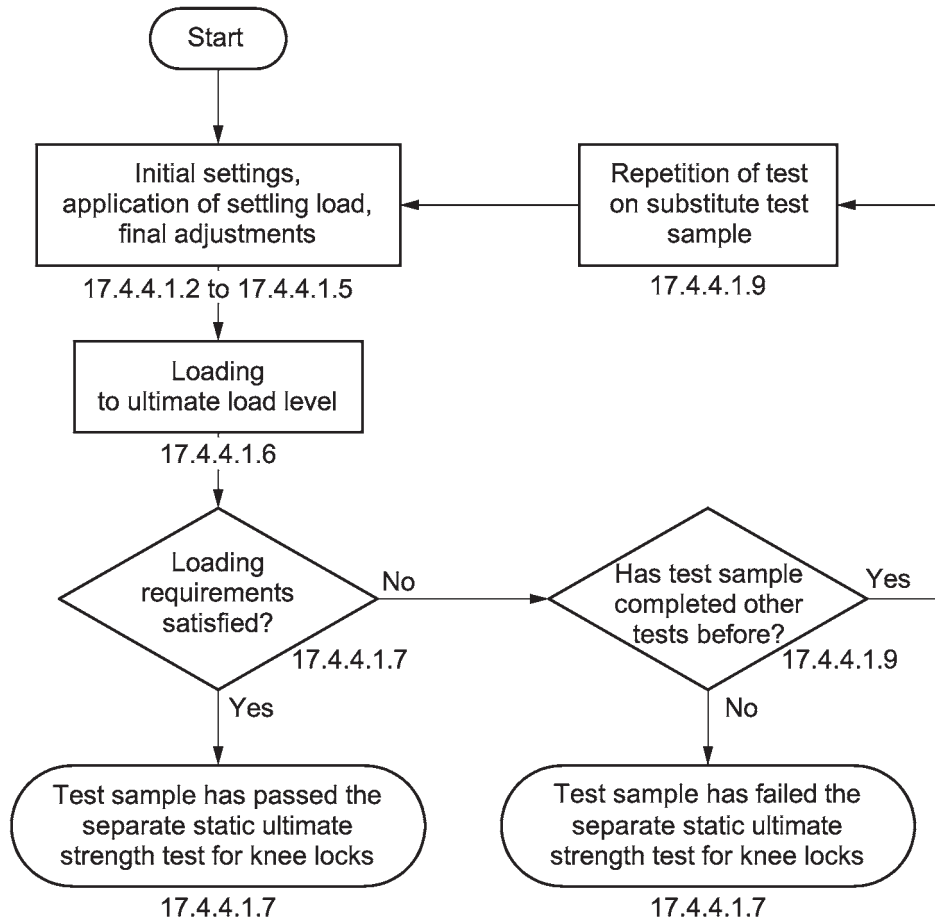 Start
Initial settings,
application of settling load,
final adjustments
17.4.4.1.2 to 17.4.4.1.5
Repetition of test
on substitute test
sample
17.4.4.1.9
Loading
to ultimate load level
17.4.4.1.6
Loading
requirements
satisfied?
17.4.4.1.7
No
Yes
Has test sample
completed other
tests before?
17.4.4.1.9
Yes
No
Test sample has passed the
separate static ultimate
strength test for knee locks
17.4.4.1.7
Test sample has failed the
separate static ultimate
strength test for knee locks
17.4.4.1.7